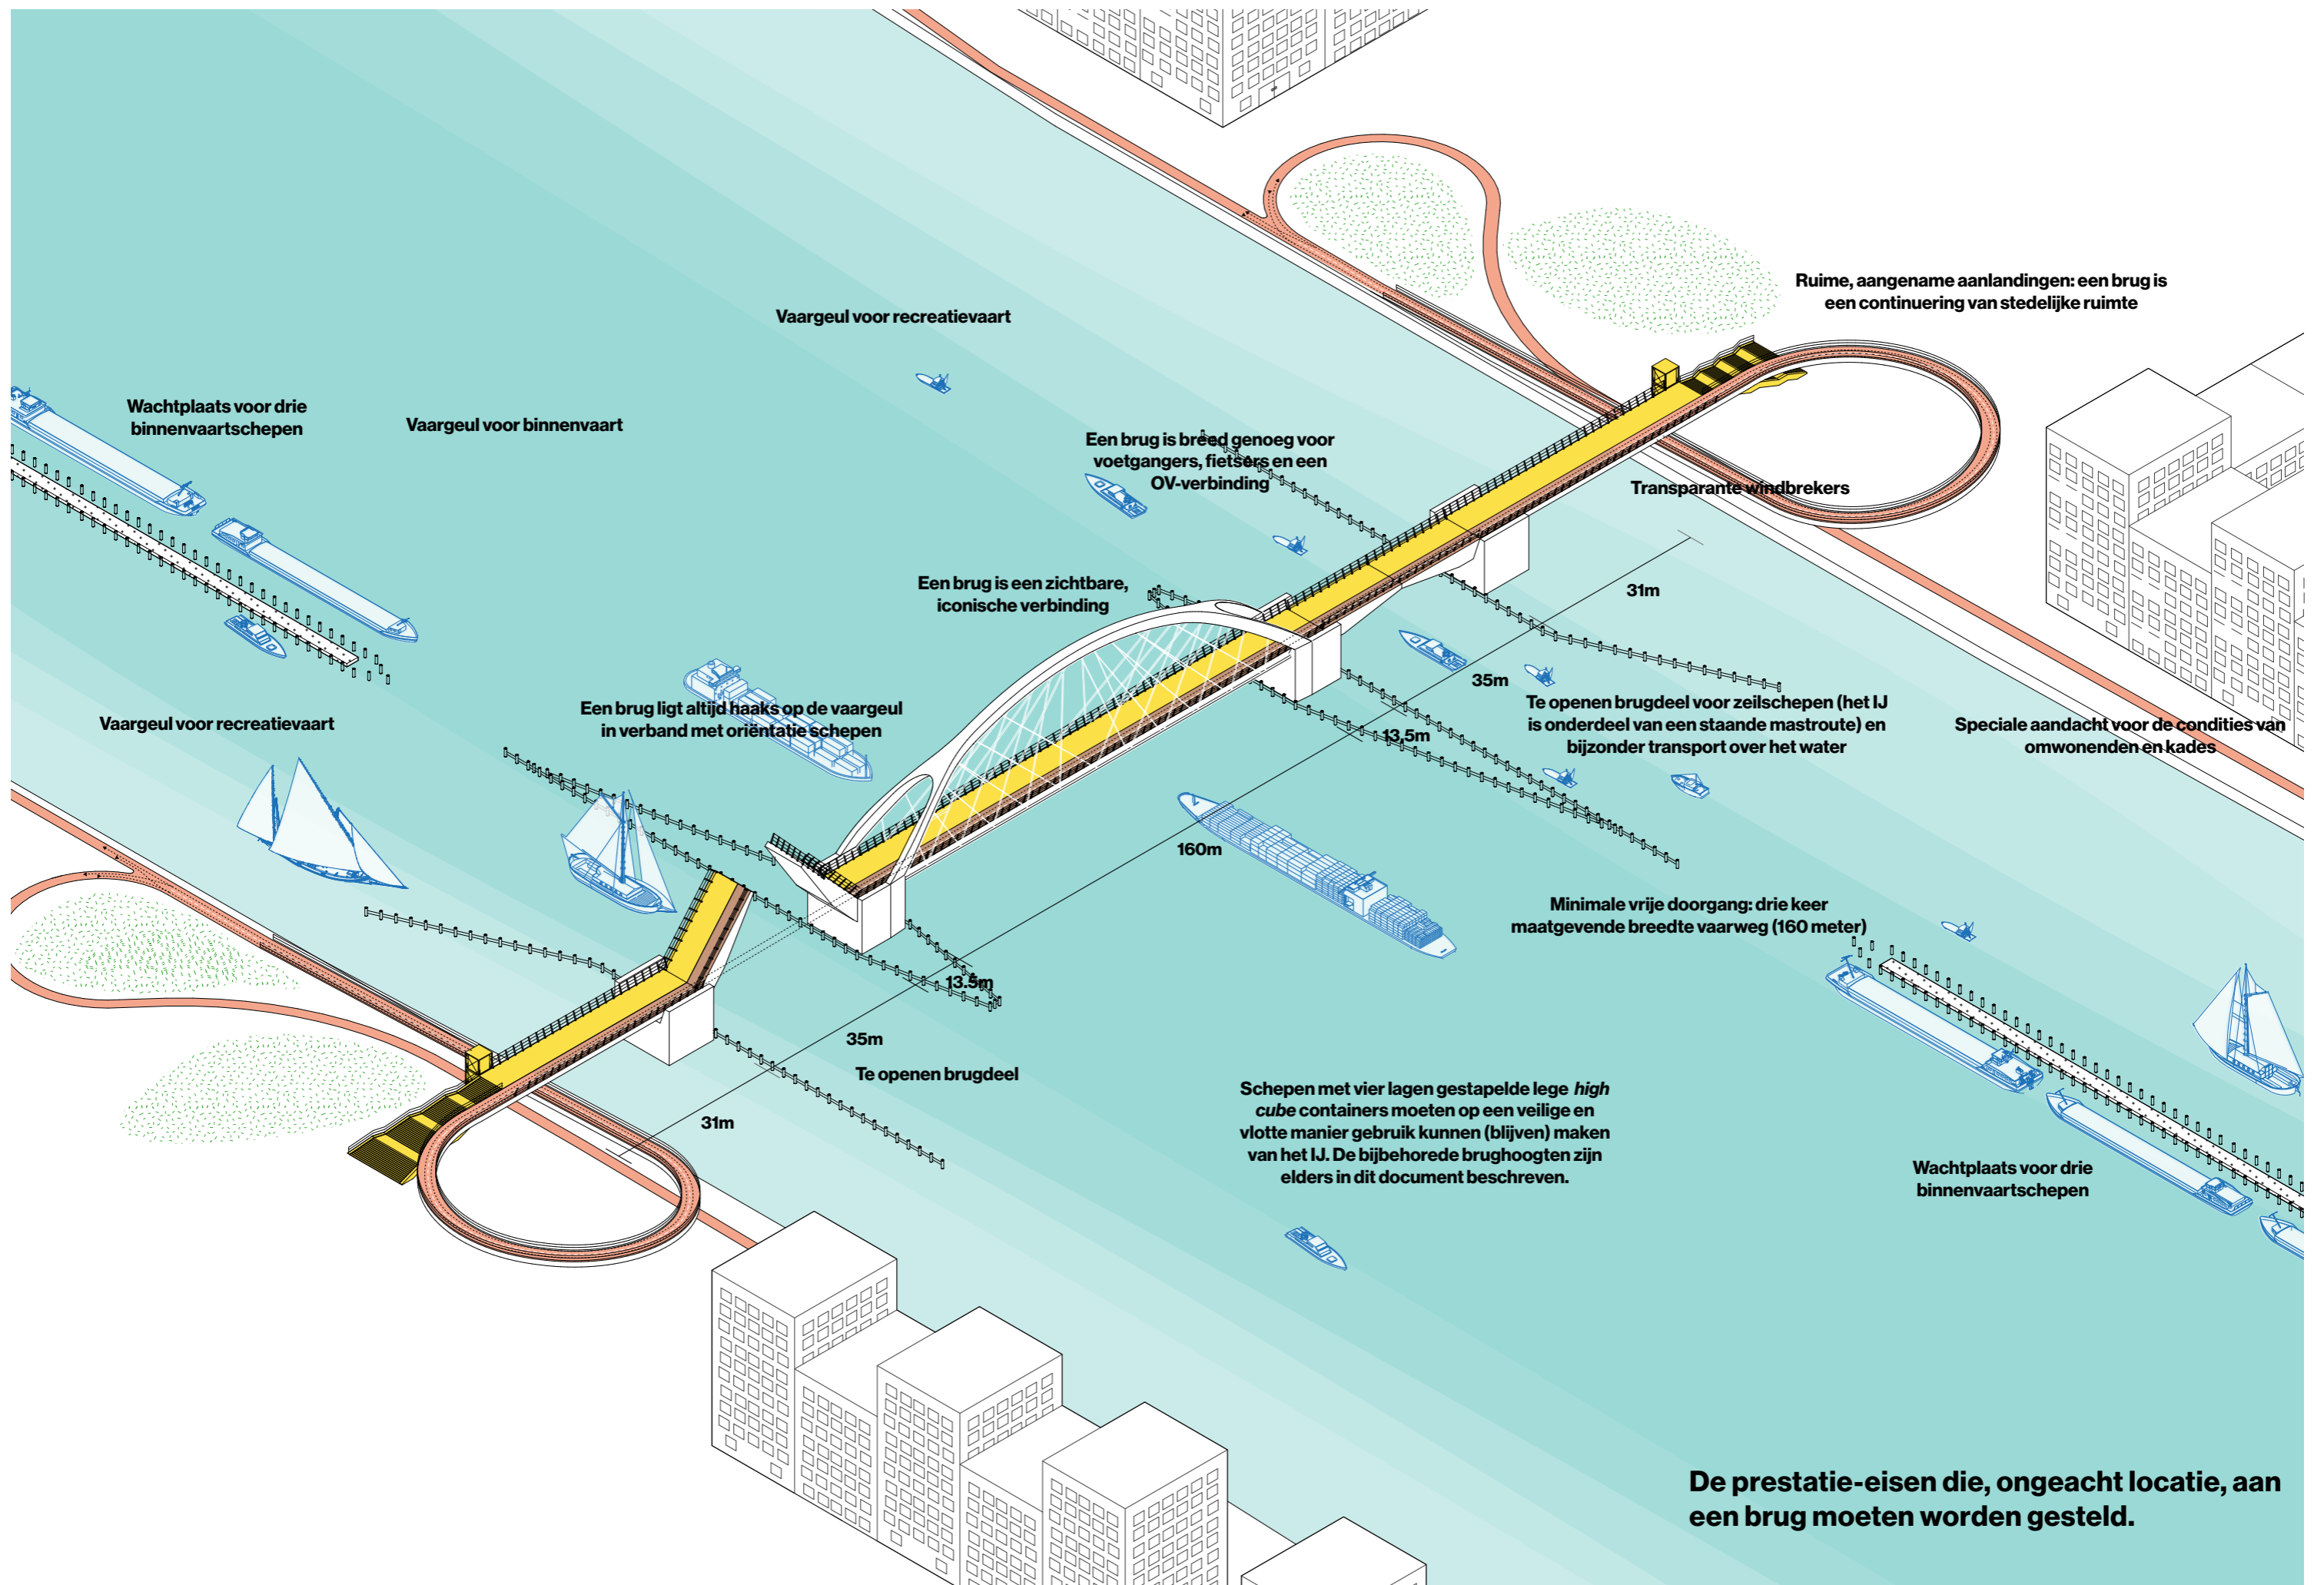 Ruime, aangename aanlandingen: een brug is
een continuering van stedelijke ruimte
Vaargeul voor recreatievaart
Wachtplaats voor drie
binnenvaartschepen
Vaargeul voor binnenvaart
Een brug is breed genoeg voor
voetgangers, fietsers en een
OV-verbinding
Transparante windbrekers
Een brug is een zichtbare,
iconische verbinding
31m
35m
Een brug ligt altijd haaks op de vaargeul
in verband met oriëntatie schepen
Te openen brugdeel voor zeilschepen (het IJ
is onderdeel van een staande mastroute) en
bijzonder transport over het water
Speciale aandacht voor de condities van
omwonenden en kades
Vaargeul voor recreatievaart
13,5m
160m
Minimale vrije doorgang: drie keer
maatgevende breedte vaarweg (160 meter)
13.5m
35m
Te openen brugdeel
31m
Schepen met vier lagen gestapelde lege high
cube containers moeten op een veilige en
vlotte manier gebruik kunnen (blijven) maken
van het IJ. De bijbehorede brughoogten zijn
elders in dit document beschreven.
Wachtplaats voor drie
binnenvaartschepen
De prestatie-eisen die, ongeacht locatie, aan
een brug moeten worden gesteld.